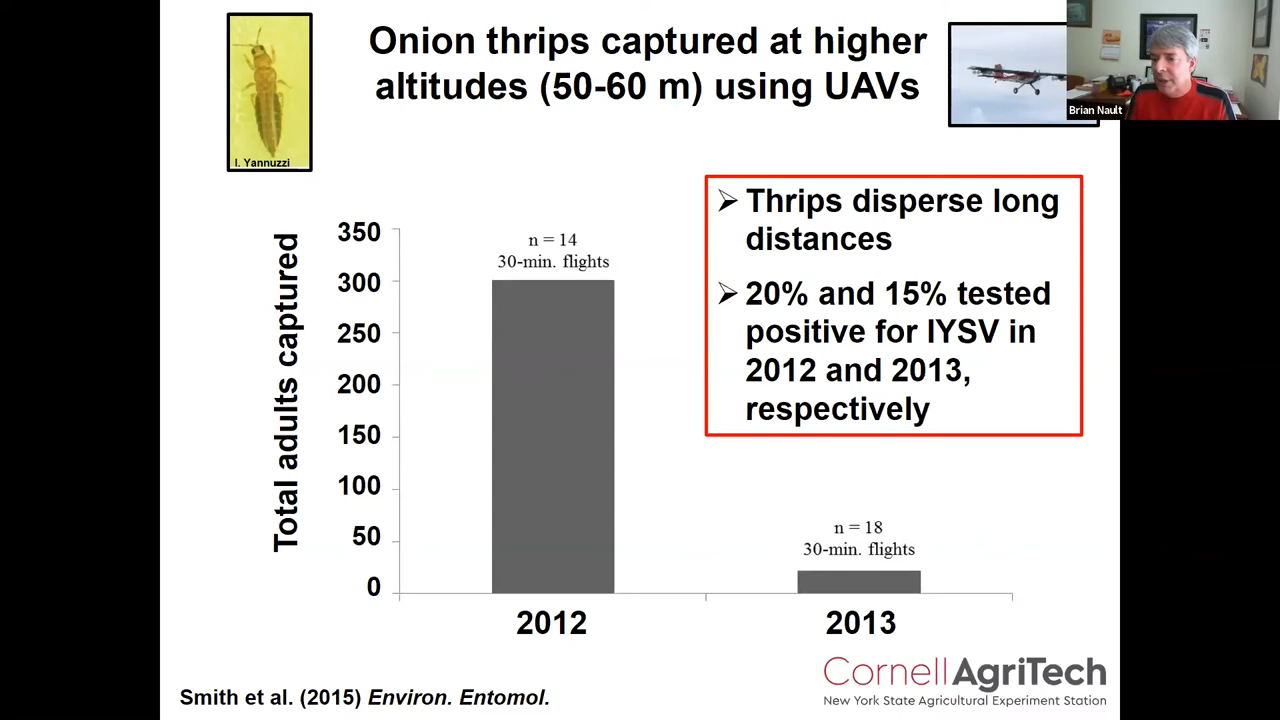 Onion thrips captured at higher
altitudes (50-60 m) using UAVs
I. Yannuzzi
Brian Nault
➢ Thrips disperse long
distances
➢ 20% and 15% tested
positive for IYSV in
2012 and 2013,
respectively
Total adults captured
350
300
250
200
150
100
50
0
n = 14
30-min. flights
n = 18
30-min. flights
2012
2013
Smith et al. (2015) Environ. Entomol.
CornellAgriTech
New York State Agricultural Experiment Station